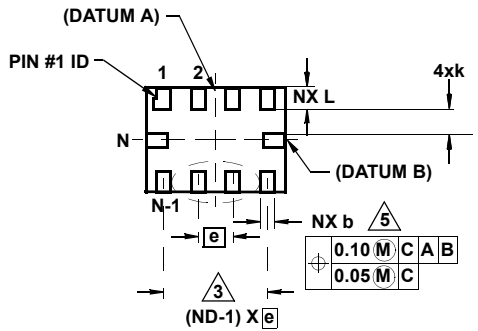 (DATUM A)
PIN #1 ID
1 2
NX L
4xk
N
(DATUM B)
N-1
NX b 5
e
0.10 M C A B
0.05 M C
3
(ND-1) X e